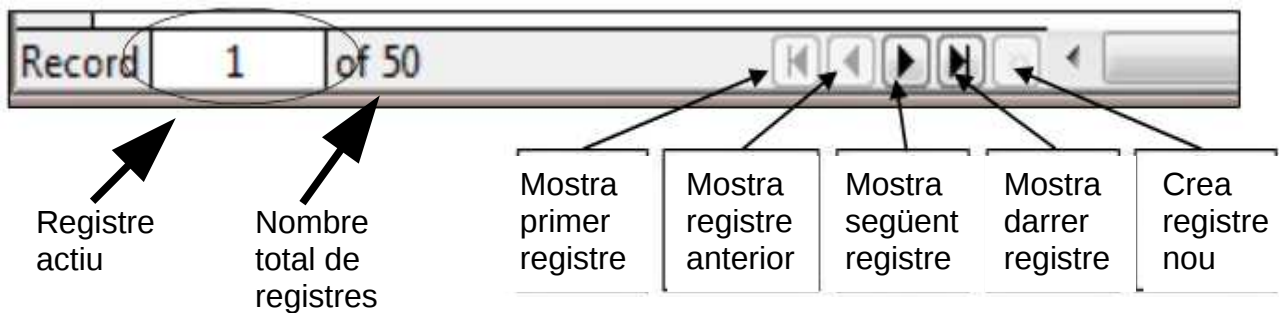 Record 1 of 50
Registre
actiu
Nombre
total de
registres
Mostra
primer
registre
Mostra
registre
anterior
Mostra
següent
registre
Mostra
darrer
registre
Crea
registre
nou